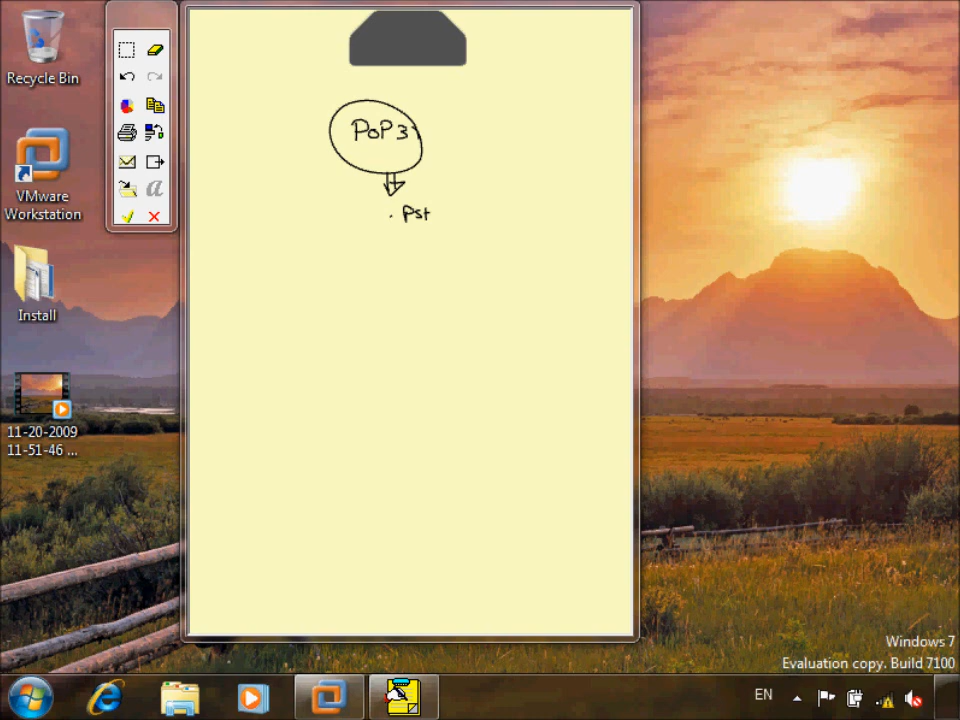 Recycle Bin
VMware
Workstation
Install
11-20-2009
11-51-46 ...
PoP3
.Pst
Windows 7
Evaluation copy. Build 7100
EN